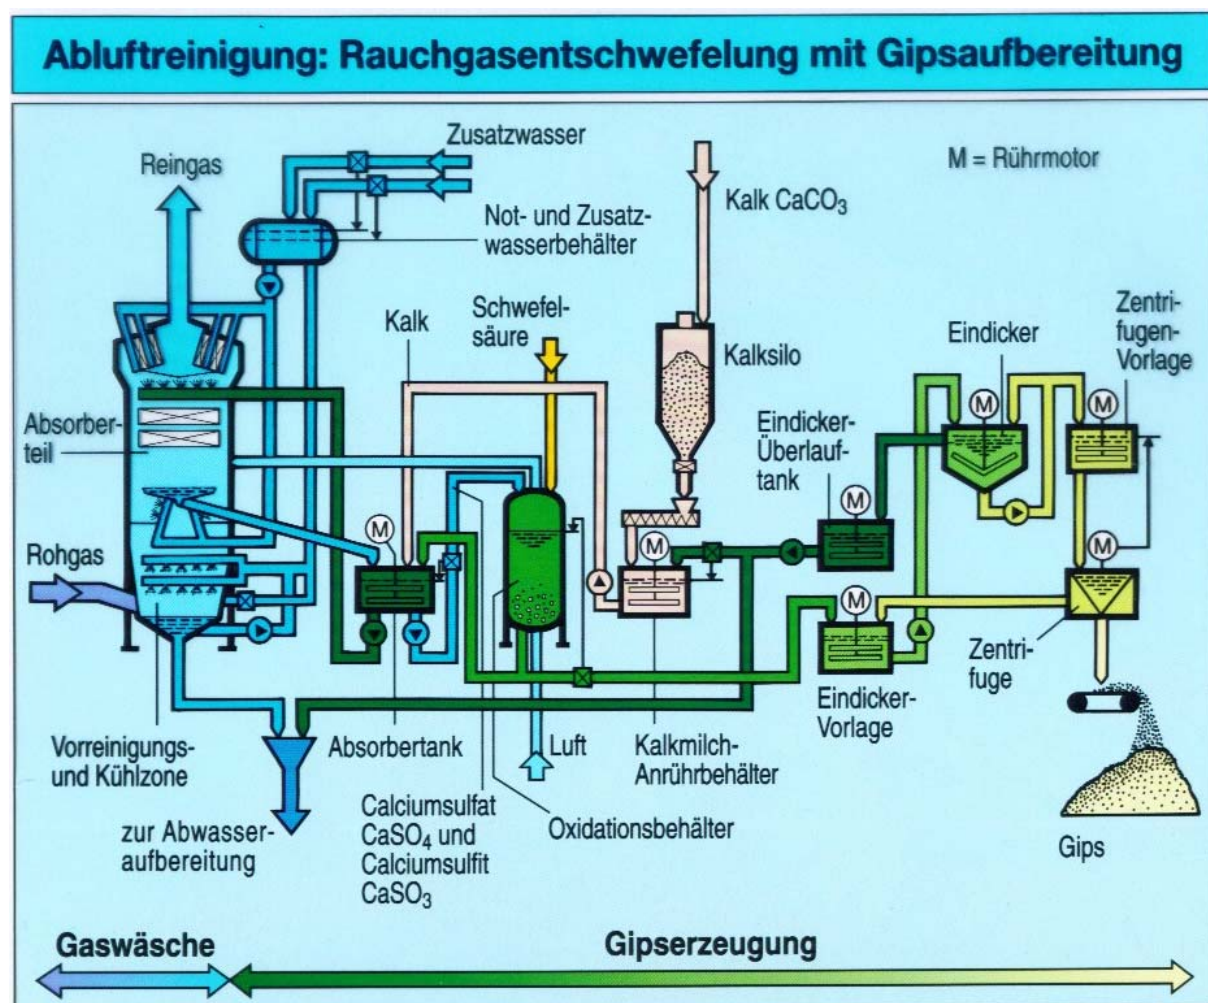 Abluftreinigung: Rauchgasentschwefelung mit Gipsaufbereitung
Zusatzwasser
Reingas
M = Rührmotor
Kalk CaCO₃
Not- und Zusatz-
wasserbehälter
Schwefel-
säure
Kalk
Kalksilo
Eindicker
Zentri-
fugen-
Vorlage
Absorber-
teil
Eindicker-
Überlauf-
tank
M
M
M
M
M
M
M
Rohgas
Zentri-
fuge
Eindicker-
Vorlage
Vorreinigungs-
und Kühlzone
Absorbertank
Luft
Kalkmilch-
Anrührbehälter
Calciumsulfat
CaSO₄ und
Calciumsulfit
CaSO₃
Oxidationsbehälter
zur Abwasser-
aufbereitung
Gips
Gaswäsche
Gipserzeugung